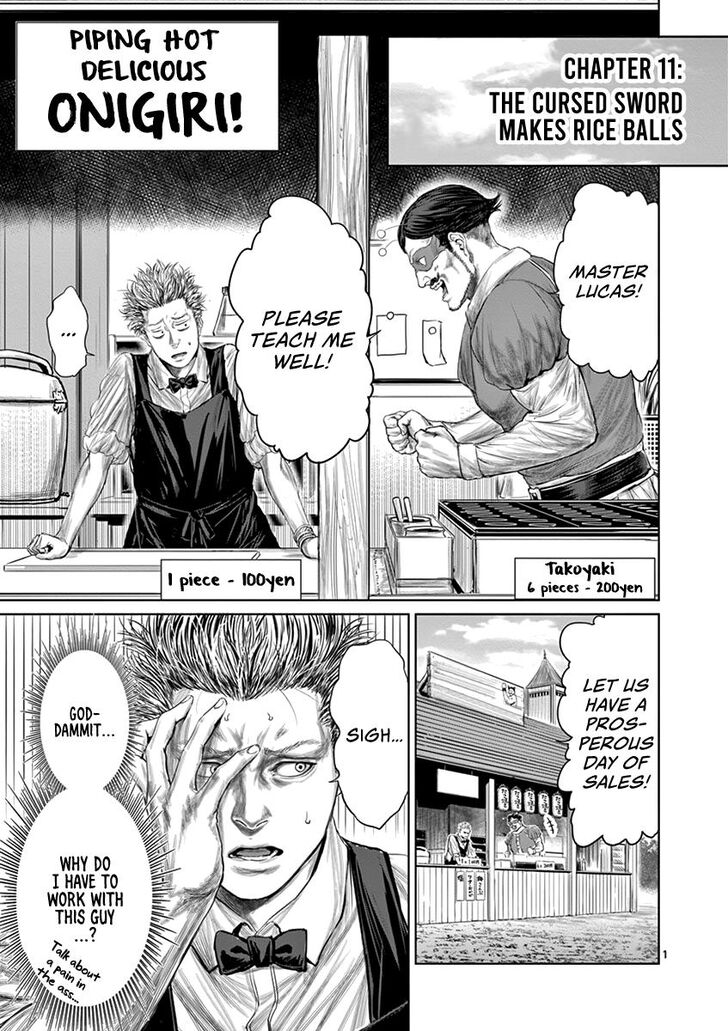 CHAPTER 11:
THE CURSED SWORD
MAKES RICE BALLS
PIPING HOT
DELICIOUS
ONIGIRI!
MASTER
LUCAS!
PLEASE
TEACH ME
WELL!
...
Takoyaki
6 pieces - 200yen
1 piece - 100yen
LET US
HAVE A
PROS-
PEROUS
DAY OF
SALES!
SIGH...
GOD-
DAMMIT...
WHY DO
I HAVE TO
WORK WITH
THIS GUY
...?
Talk about
a pain in
the ass...
1